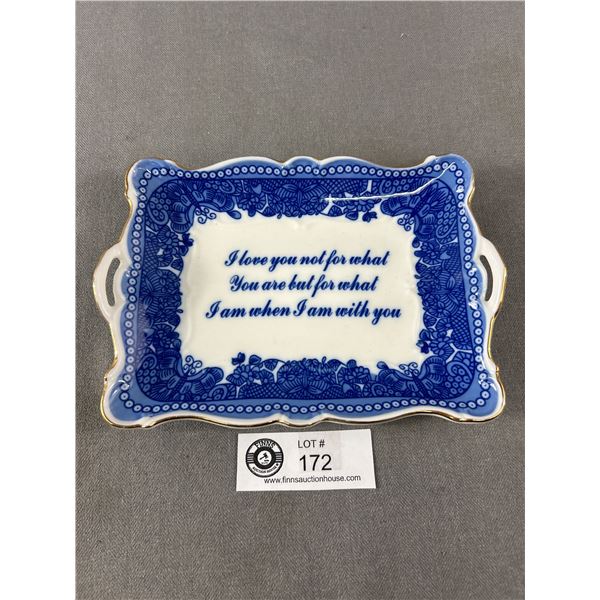 I love you not for what
You are but for what
I am when I am with you
FINNS
LOT #
172
www.finnsauctionhouse.com